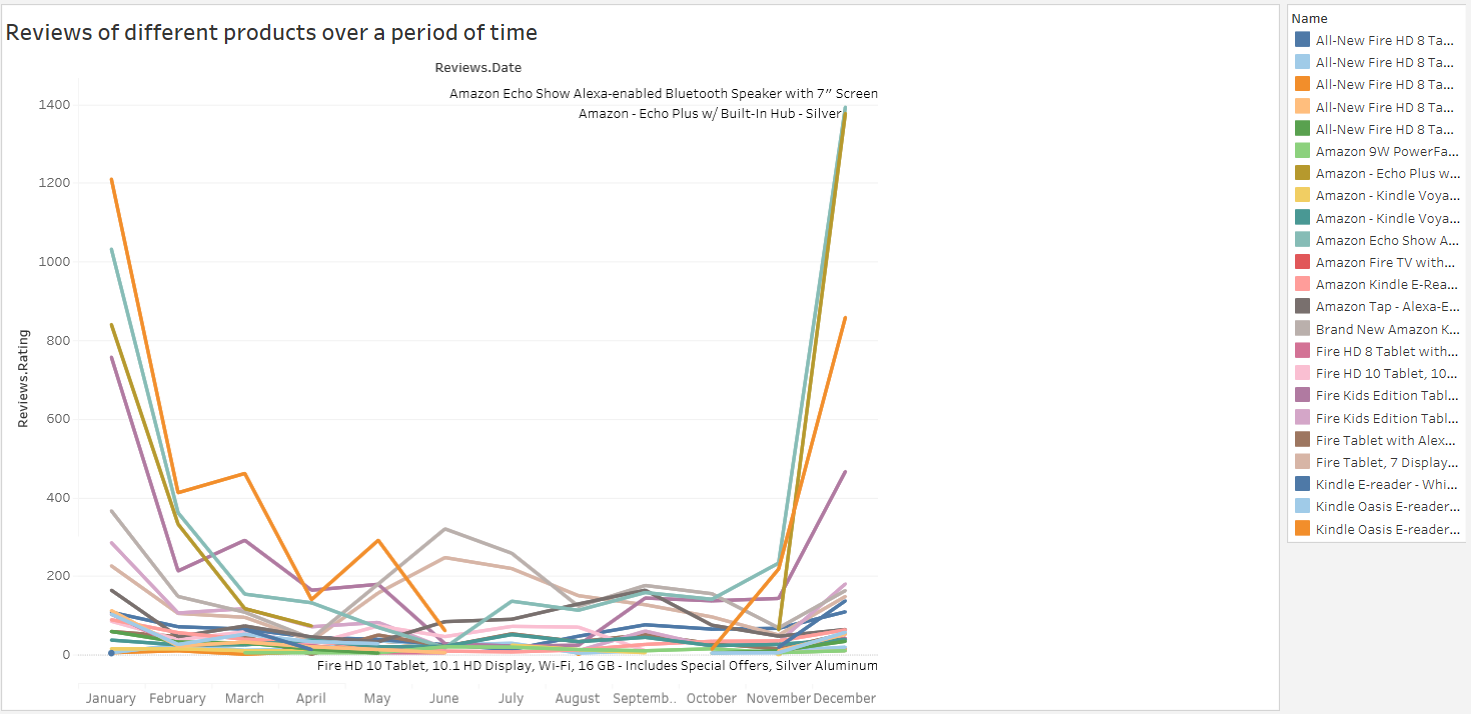 Reviews of different products over a period of time
Reviews.Date
Amazon Echo Show Alexa-enabled Bluetooth Speaker with 7” Screen
Amazon - Echo Plus w/ Built-In Hub - Silver
1400
1200
1000
800
600
400
200
0
Reviews.Rating
Fire HD 10 Tablet, 10.1 HD Display, Wi-Fi, 16 GB - Includes Special Offers, Silver Aluminum
January February March April May June July August Septemb.. October November December
Name
All-New Fire HD 8 Ta...
All-New Fire HD 8 Ta...
All-New Fire HD 8 Ta...
All-New Fire HD 8 Ta...
All-New Fire HD 8 Ta...
Amazon 9W PowerFa...
Amazon - Echo Plus w...
Amazon - Kindle Voya...
Amazon - Kindle Voya...
Amazon Echo Show A...
Amazon Fire TV with...
Amazon Kindle E-Rea...
Amazon Tap - Alexa-E...
Brand New Amazon K...
Fire HD 8 Tablet with...
Fire HD 10 Tablet, 10...
Fire Kids Edition Tabl...
Fire Kids Edition Tabl...
Fire Tablet with Alex...
Fire Tablet, 7 Display...
Kindle E-reader - Whi...
Kindle Oasis E-reader...
Kindle Oasis E-reader...